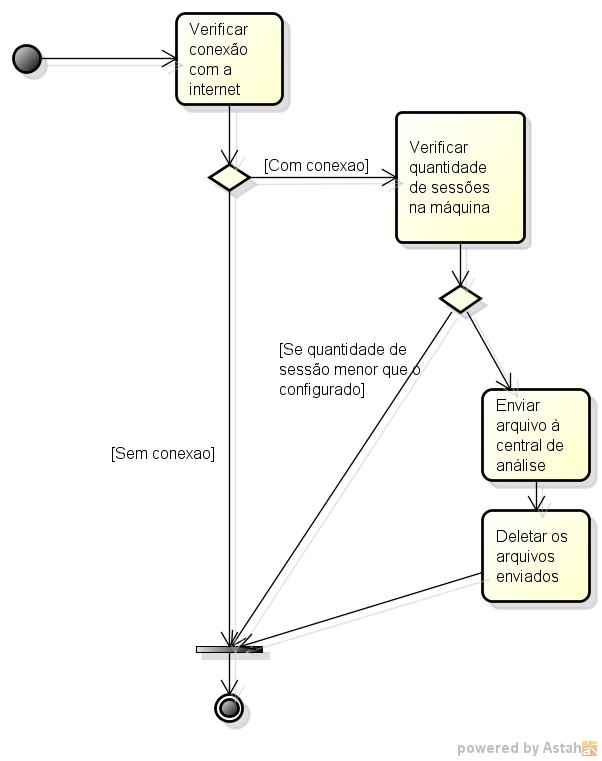 Verificar
conexão
com a
internet
[Com conexao]
Verificar
quantidade
de sessões
na máquina
[Se quantidade de
sessão menor que o
configurado]
Enviar
arquivo à
central de
análise
[Sem conexao]
Deletar os
arquivos
enviados
powered by Astah